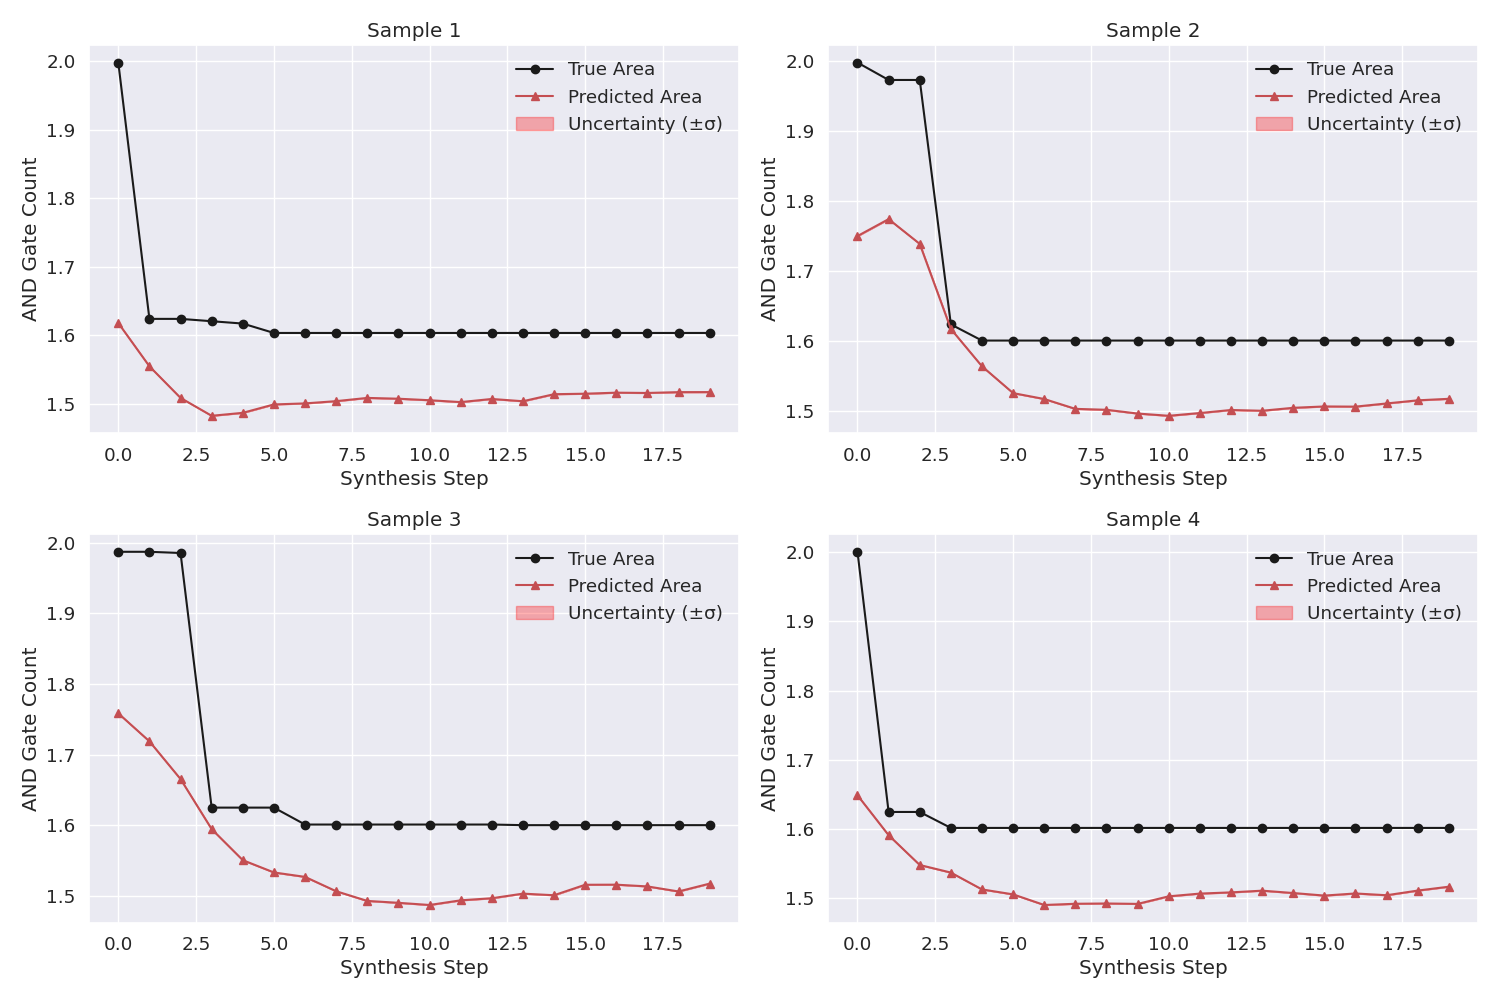 Sample 1
2.0
1.9
1.8
1.7
1.6
1.5
AND Gate Count
0.0 2.5 5.0 7.5 10.0 12.5 15.0 17.5
Synthesis Step
True Area
Predicted Area
Uncertainty (±σ)
Sample 2
2.0
1.9
1.8
1.7
1.6
1.5
AND Gate Count
0.0 2.5 5.0 7.5 10.0 12.5 15.0 17.5
Synthesis Step
True Area
Predicted Area
Uncertainty (±σ)
Sample 3
2.0
1.9
1.8
1.7
1.6
1.5
AND Gate Count
0.0 2.5 5.0 7.5 10.0 12.5 15.0 17.5
Synthesis Step
True Area
Predicted Area
Uncertainty (±σ)
Sample 4
2.0
1.9
1.8
1.7
1.6
1.5
AND Gate Count
0.0 2.5 5.0 7.5 10.0 12.5 15.0 17.5
Synthesis Step
True Area
Predicted Area
Uncertainty (±σ)